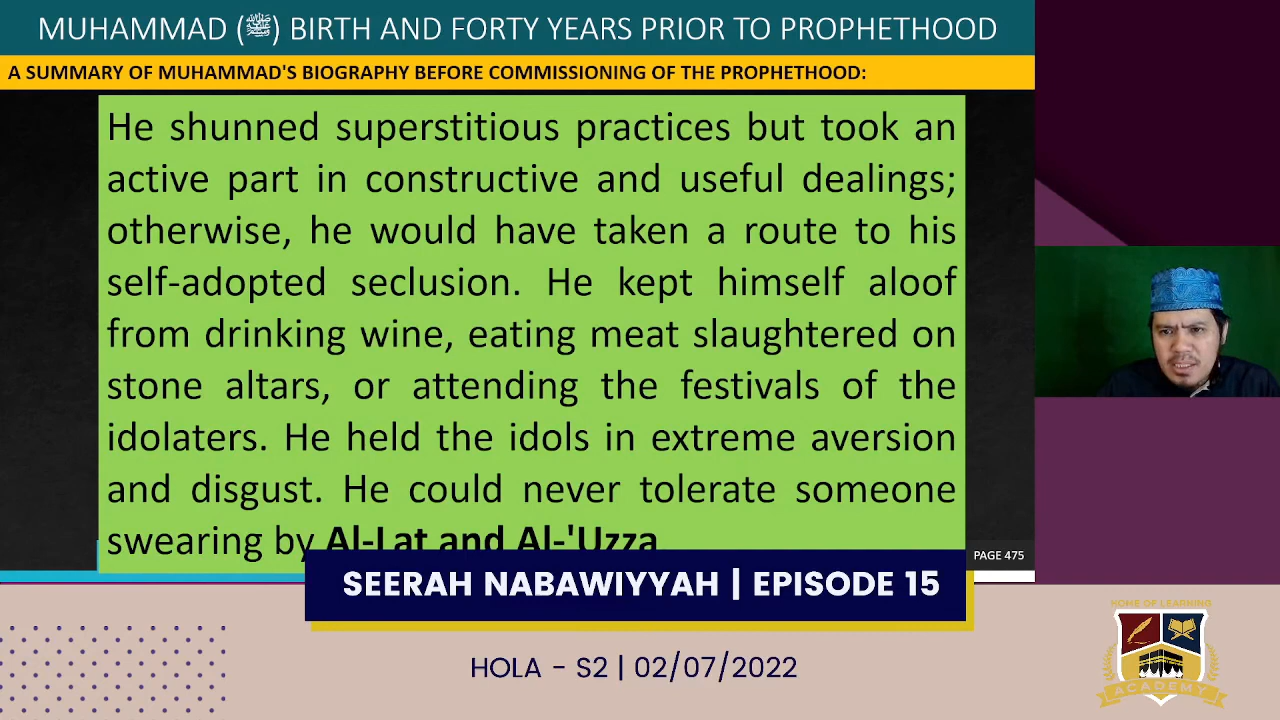 MUHAMMAD (ﷺ) BIRTH AND FORTY YEARS PRIOR TO PROPHETHOOD
A SUMMARY OF MUHAMMAD'S BIOGRAPHY BEFORE COMMISSIONING OF THE PROPHETHOOD:
He shunned superstitious practices but took an
active part in constructive and useful dealings;
otherwise, he would have taken a route to his
self-adopted seclusion. He kept himself aloof
from drinking wine, eating meat slaughtered on
stone altars, or attending the festivals of the
idolaters. He held the idols in extreme aversion
and disgust. He could never tolerate someone
swearing by Al-Lat and Al-'Uzza.
PAGE 475
SEERAH NABAWIYYAH | EPISODE 15
HOLA - S2 | 02/07/2022
HOME OF LEARNING
ACADEMY